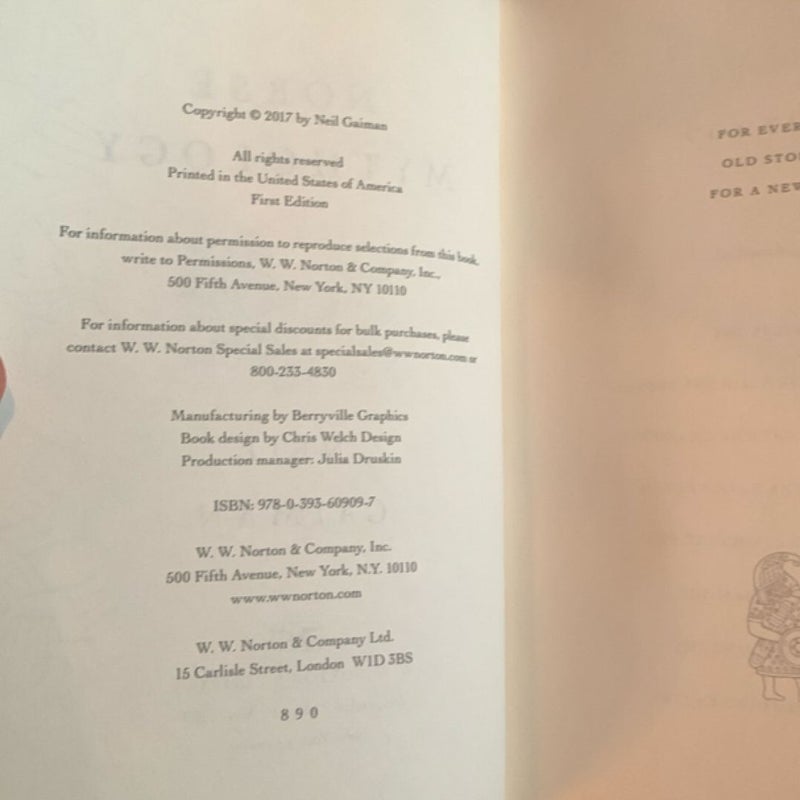 Copyright © 2017 by Neil Gaiman
All rights reserved
Printed in the United States of America
First Edition
For information about permission to reproduce selections from this book,
write to Permissions, W. W. Norton & Company, Inc.,
500 Fifth Avenue, New York, NY 10110
For information about special discounts for bulk purchases, please
contact W. W. Norton Special Sales at specialsales@wwnorton.com or
800-233-4830
Manufacturing by Berryville Graphics
Book design by Chris Welch Design
Production manager: Julia Druskin
ISBN: 978-0-393-60909-7
W. W. Norton & Company, Inc.
500 Fifth Avenue, New York, N.Y. 10110
www.wwnorton.com
W. W. Norton & Company Ltd.
15 Carlisle Street, London W1D 3BS
8 9 0
FOR EVER
OLD STO
FOR A NEW